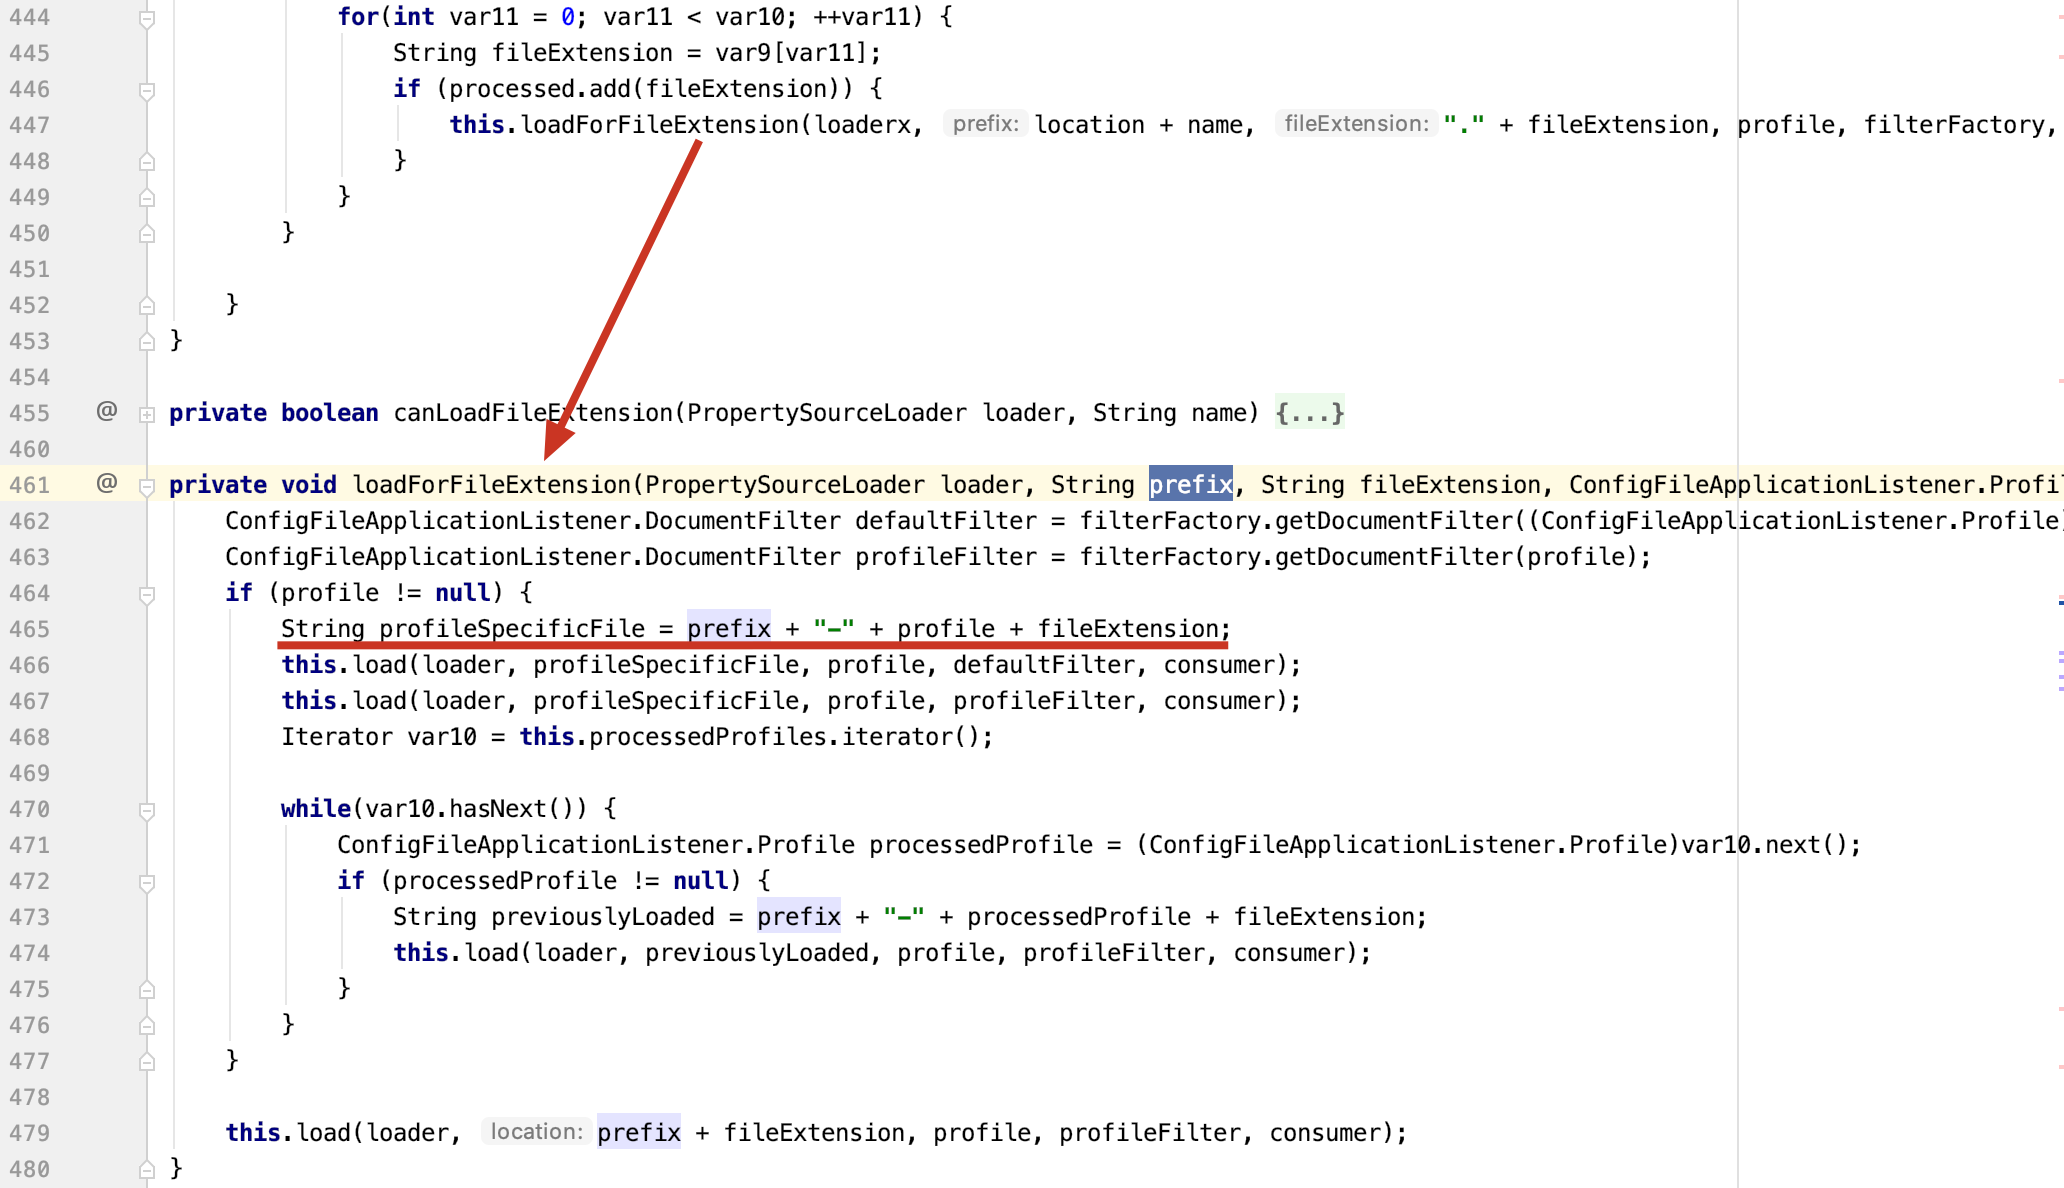 444 for(int var11 = 0; var11 < var10; ++var11) {
445 String fileExtension = var9[var11];
446 if (processed.add(fileExtension)) {
447 this.loadForFileExtension(loaderx, prefix: location + name, fileExtension: "." + fileExtension, profile, filterFactory,
448 }
449 }
450 }
451
452 }
453 }
454
455 @ private boolean canLoadFileExtension(PropertySourceLoader loader, String name) {...}
460
461 @ private void loadForFileExtension(PropertySourceLoader loader, String prefix, String fileExtension, ConfigFileApplicationListener.Profil
462 ConfigFileApplicationListener.DocumentFilter defaultFilter = filterFactory.getDocumentFilter((ConfigFileApplicationListener.Profile)
463 ConfigFileApplicationListener.DocumentFilter profileFilter = filterFactory.getDocumentFilter(profile);
464 if (profile != null) {
465 String profileSpecificFile = prefix + "-" + profile + fileExtension;
466 this.load(loader, profileSpecificFile, profile, defaultFilter, consumer);
467 this.load(loader, profileSpecificFile, profile, profileFilter, consumer);
468 Iterator var10 = this.processedProfiles.iterator();
469
470 while(var10.hasNext()) {
471 ConfigFileApplicationListener.Profile processedProfile = (ConfigFileApplicationListener.Profile)var10.next();
472 if (processedProfile != null) {
473 String previouslyLoaded = prefix + "-" + processedProfile + fileExtension;
474 this.load(loader, previouslyLoaded, profile, profileFilter, consumer);
475 }
476 }
477 }
478
479 this.load(loader, location: prefix + fileExtension, profile, profileFilter, consumer);
480 }